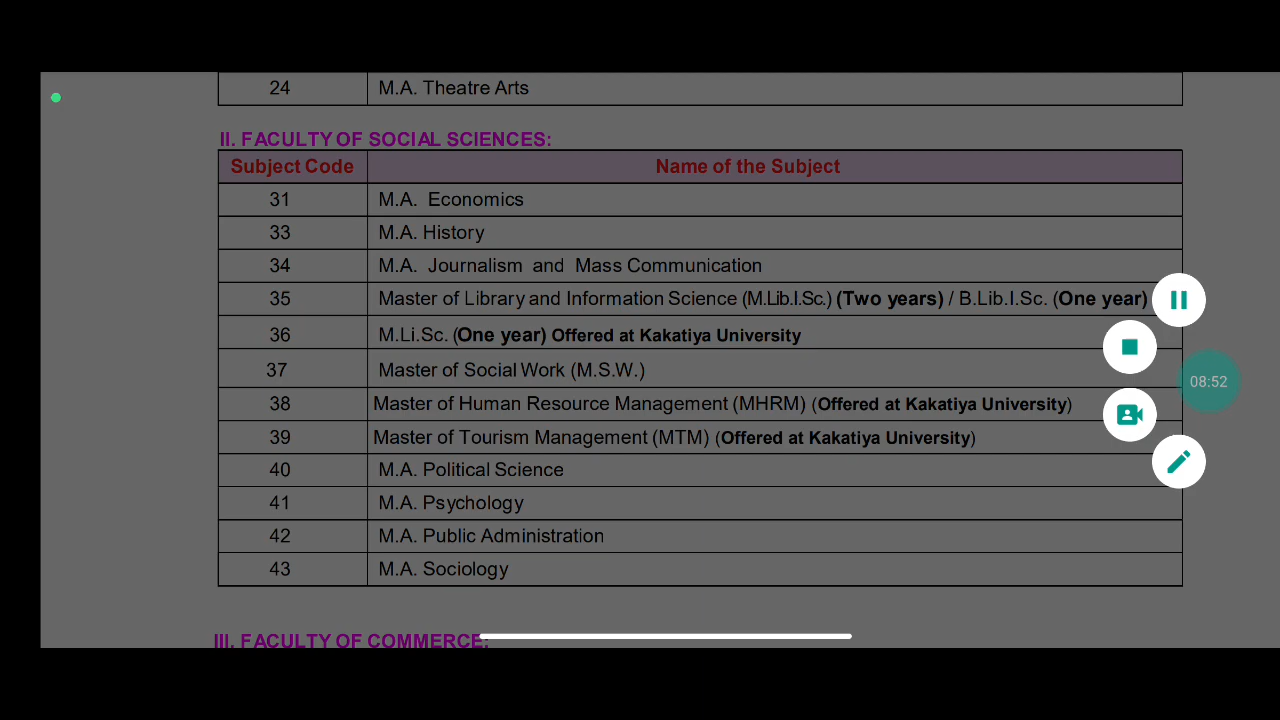 24 M.A. Theatre Arts
II. FACULTY OF SOCIAL SCIENCES:
Subject Code Name of the Subject
31 M.A. Economics
33 M.A. History
34 M.A. Journalism and Mass Communication
35 Master of Library and Information Science (M.Lib.I.Sc.) (Two years) / B.Lib.I.Sc. (One year)
36 M.Li.Sc. (One year) Offered at Kakatiya University
37 Master of Social Work (M.S.W.)
08:52
38 Master of Human Resource Management (MHRM) (Offered at Kakatiya University)
39 Master of Tourism Management (MTM) (Offered at Kakatiya University)
40 M.A. Political Science
41 M.A. Psychology
42 M.A. Public Administration
43 M.A. Sociology
III. FACULTY OF COMMERCE: